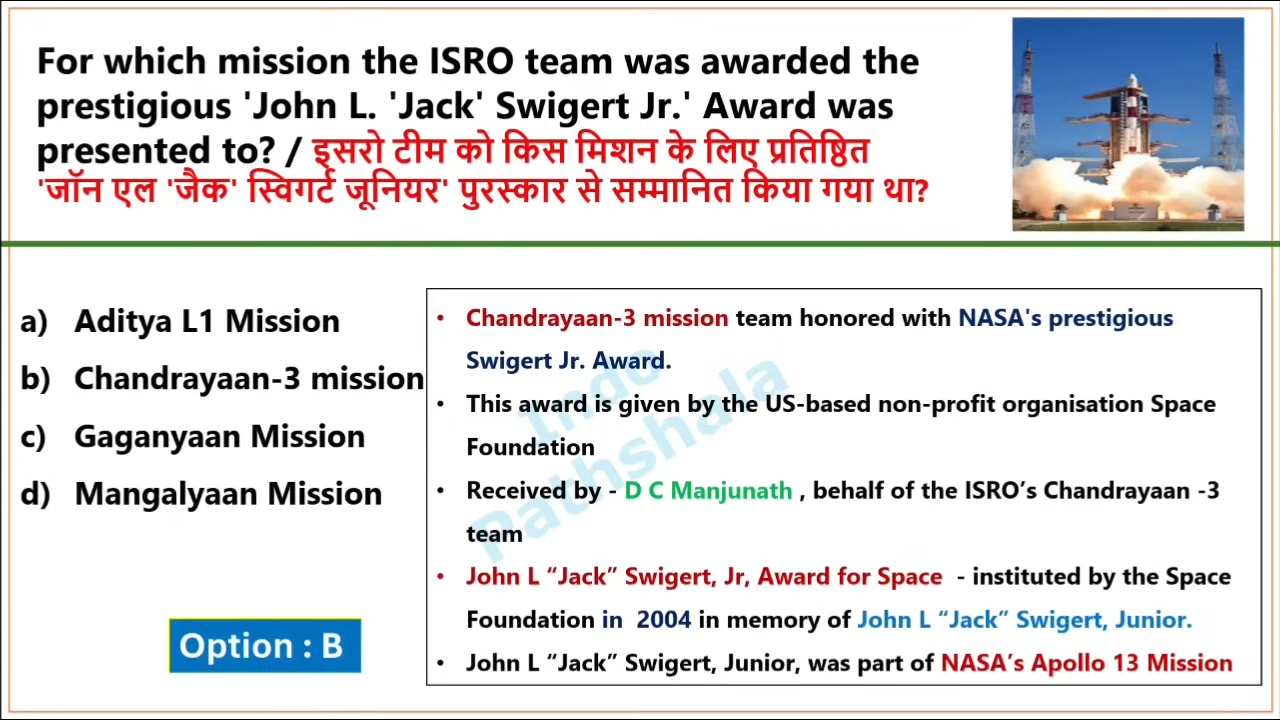 For which mission the ISRO team was awarded the
prestigious 'John L. 'Jack' Swigert Jr.' Award was
presented to? / इसरो टीम को किस मिशन के लिए प्रतिष्ठित
'जॉन एल 'जैक' स्विगर्ट जूनियर' पुरस्कार से सम्मानित किया गया था?
a) Aditya L1 Mission
b) Chandrayaan-3 mission
c) Gaganyaan Mission
d) Mangalyaan Mission
Option : B
• Chandrayaan-3 mission team honored with NASA's prestigious
Swigert Jr. Award.
• This award is given by the US-based non-profit organisation Space
Foundation
• Received by - D C Manjunath , behalf of the ISRO’s Chandrayaan -3
team
• John L “Jack” Swigert, Jr, Award for Space - instituted by the Space
Foundation in 2004 in memory of John L “Jack” Swigert, Junior.
• John L “Jack” Swigert, Junior, was part of NASA’s Apollo 13 Mission
Indo
Pathshala